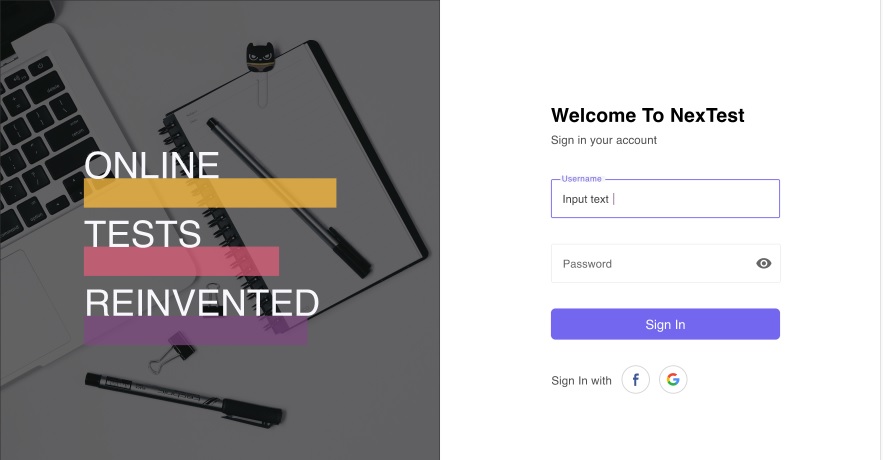 ONLINE
TESTS
REINVENTED
Welcome To NexTest
Sign in your account
Username
Input text
Password
Sign In
Sign In with